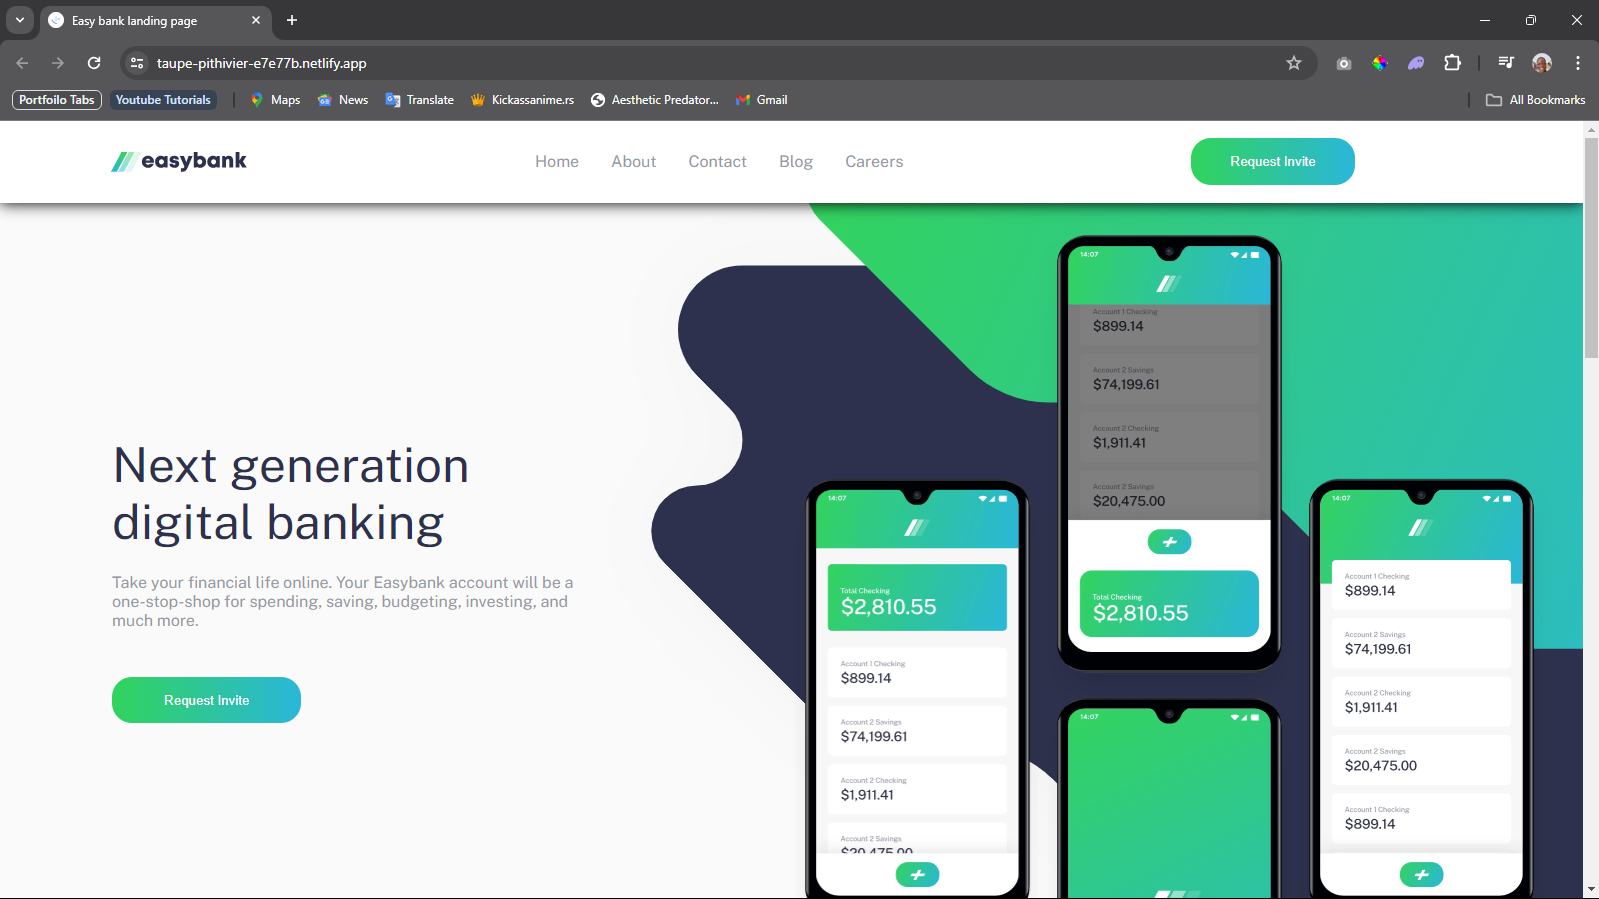 Easy bank landing page
taupe-pithivier-e7e77b.netlify.app
Portfoilo Tabs
Youtube Tutorials
Maps
News
Translate
Kickassanime.rs
Aesthetic Predator...
Gmail
All Bookmarks
easybank
Home
About
Contact
Blog
Careers
Request Invite
Next generation
digital banking
Take your financial life online. Your Easybank account will be a
one-stop-shop for spending, saving, budgeting, investing, and
much more.
Request Invite
14:07
Account 1 Checking
$899.14
Account 2 Savings
$74,199.61
Account 2 Checking
$1,911.41
Account 2 Savings
$20,475.00
Total Checking
$2,810.55
14:07
Total Checking
$2,810.55
Account 1 Checking
$899.14
Account 2 Savings
$74,199.61
Account 2 Checking
$1,911.41
Account 2 Savings
$20,475.00
14:07
Account 1 Checking
$899.14
Account 2 Savings
$74,199.61
Account 2 Checking
$1,911.41
Account 2 Savings
$20,475.00
Account 1 Checking
$899.14
14:07